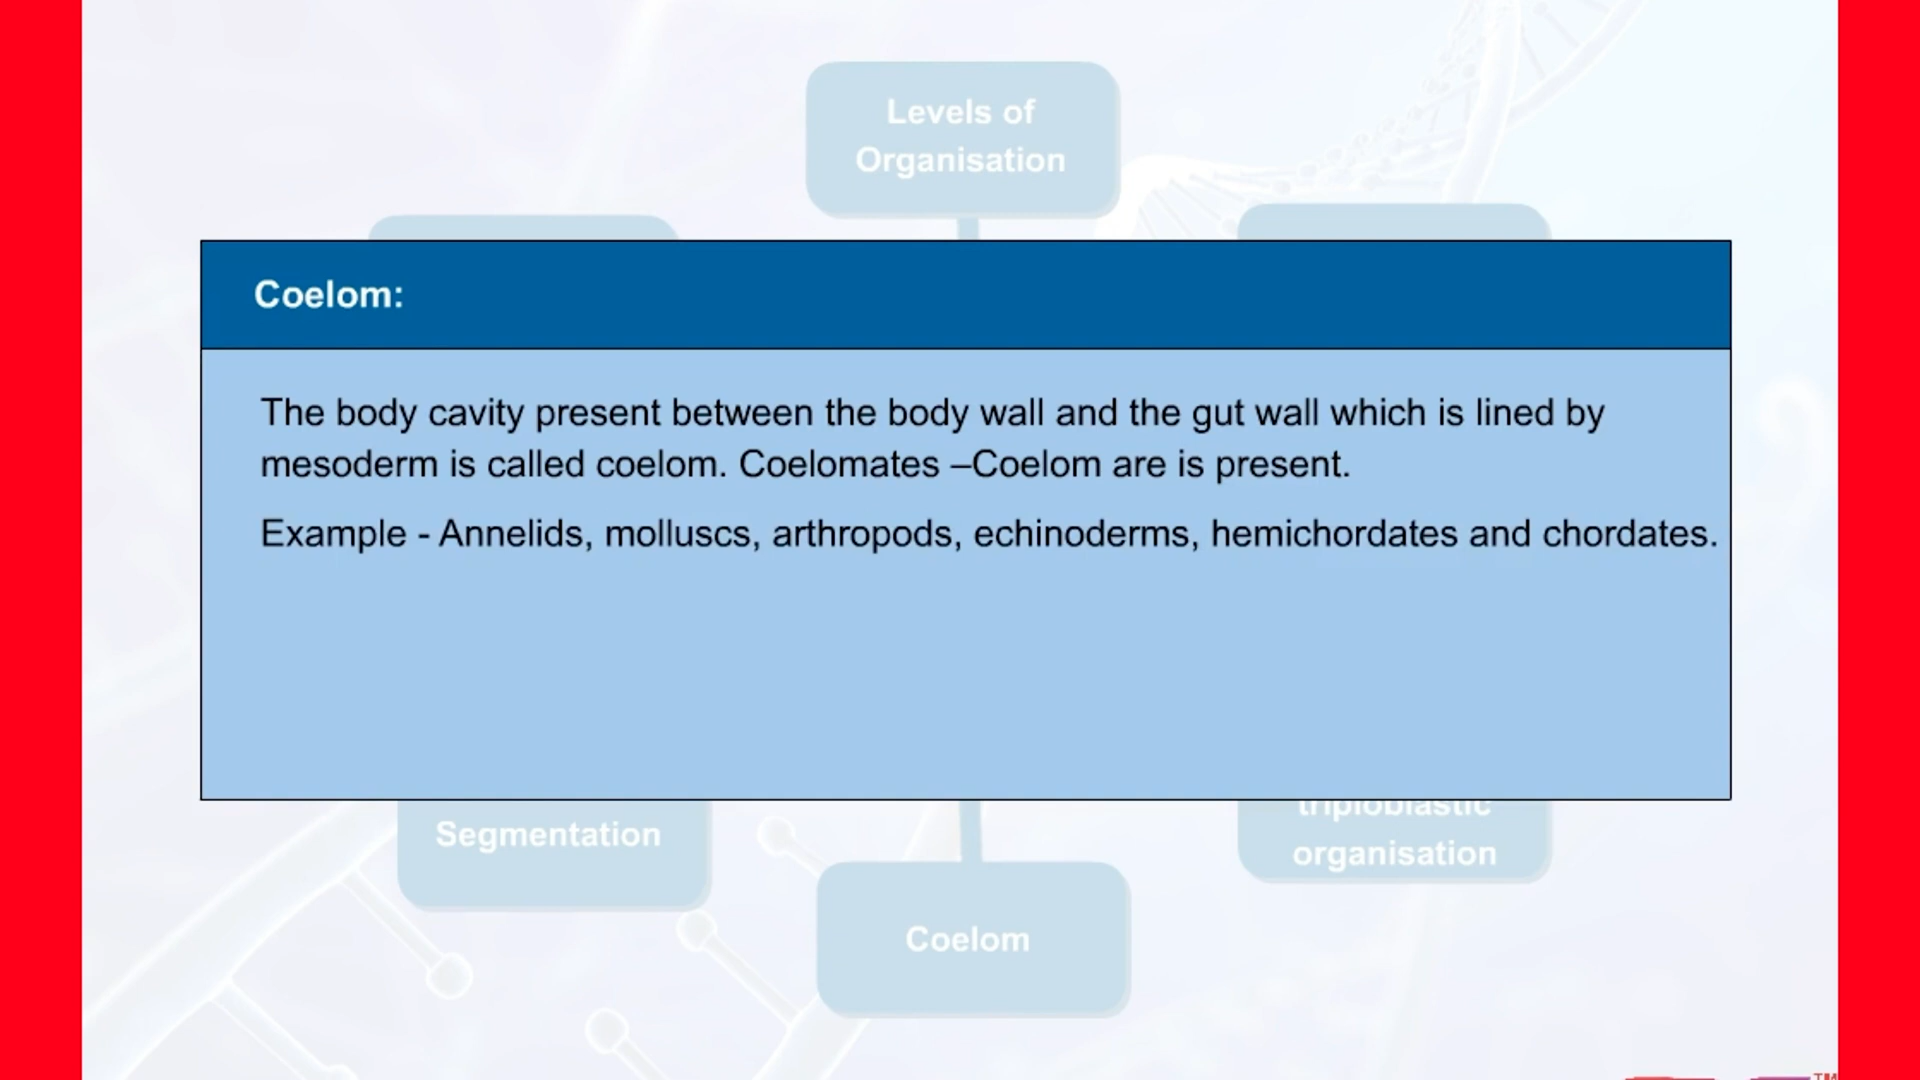 Levels of
Organisation
Coelom:
The body cavity present between the body wall and the gut wall which is lined by
mesoderm is called coelom. Coelomates –Coelom are is present.
Example - Annelids, molluscs, arthropods, echinoderms, hemichordates and chordates.
triploblastic
Segmentation
organisation
Coelom
TM